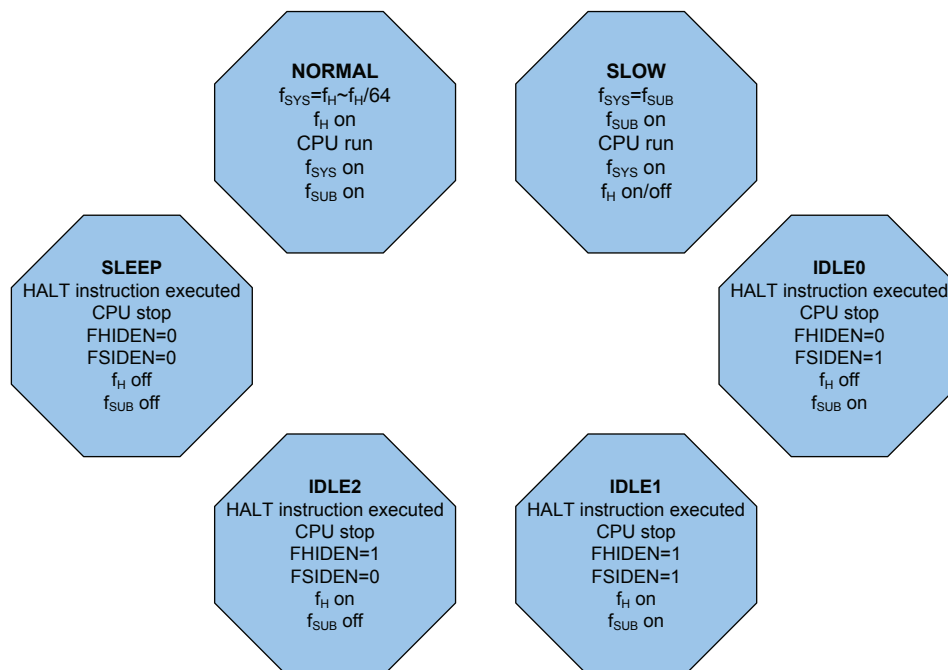 NORMAL
fSYS=fH~fH/64
fH on
CPU run
fSYS on
fSUB on
SLOW
fSYS=fSUB
fSUB on
CPU run
fSYS on
fH on/off
SLEEP
HALT instruction executed
CPU stop
FHIDEN=0
FSIDEN=0
fH off
fSUB off
IDLE0
HALT instruction executed
CPU stop
FHIDEN=0
FSIDEN=1
fH off
fSUB on
IDLE2
HALT instruction executed
CPU stop
FHIDEN=1
FSIDEN=0
fH on
fSUB off
IDLE1
HALT instruction executed
CPU stop
FHIDEN=1
FSIDEN=1
fH on
fSUB on